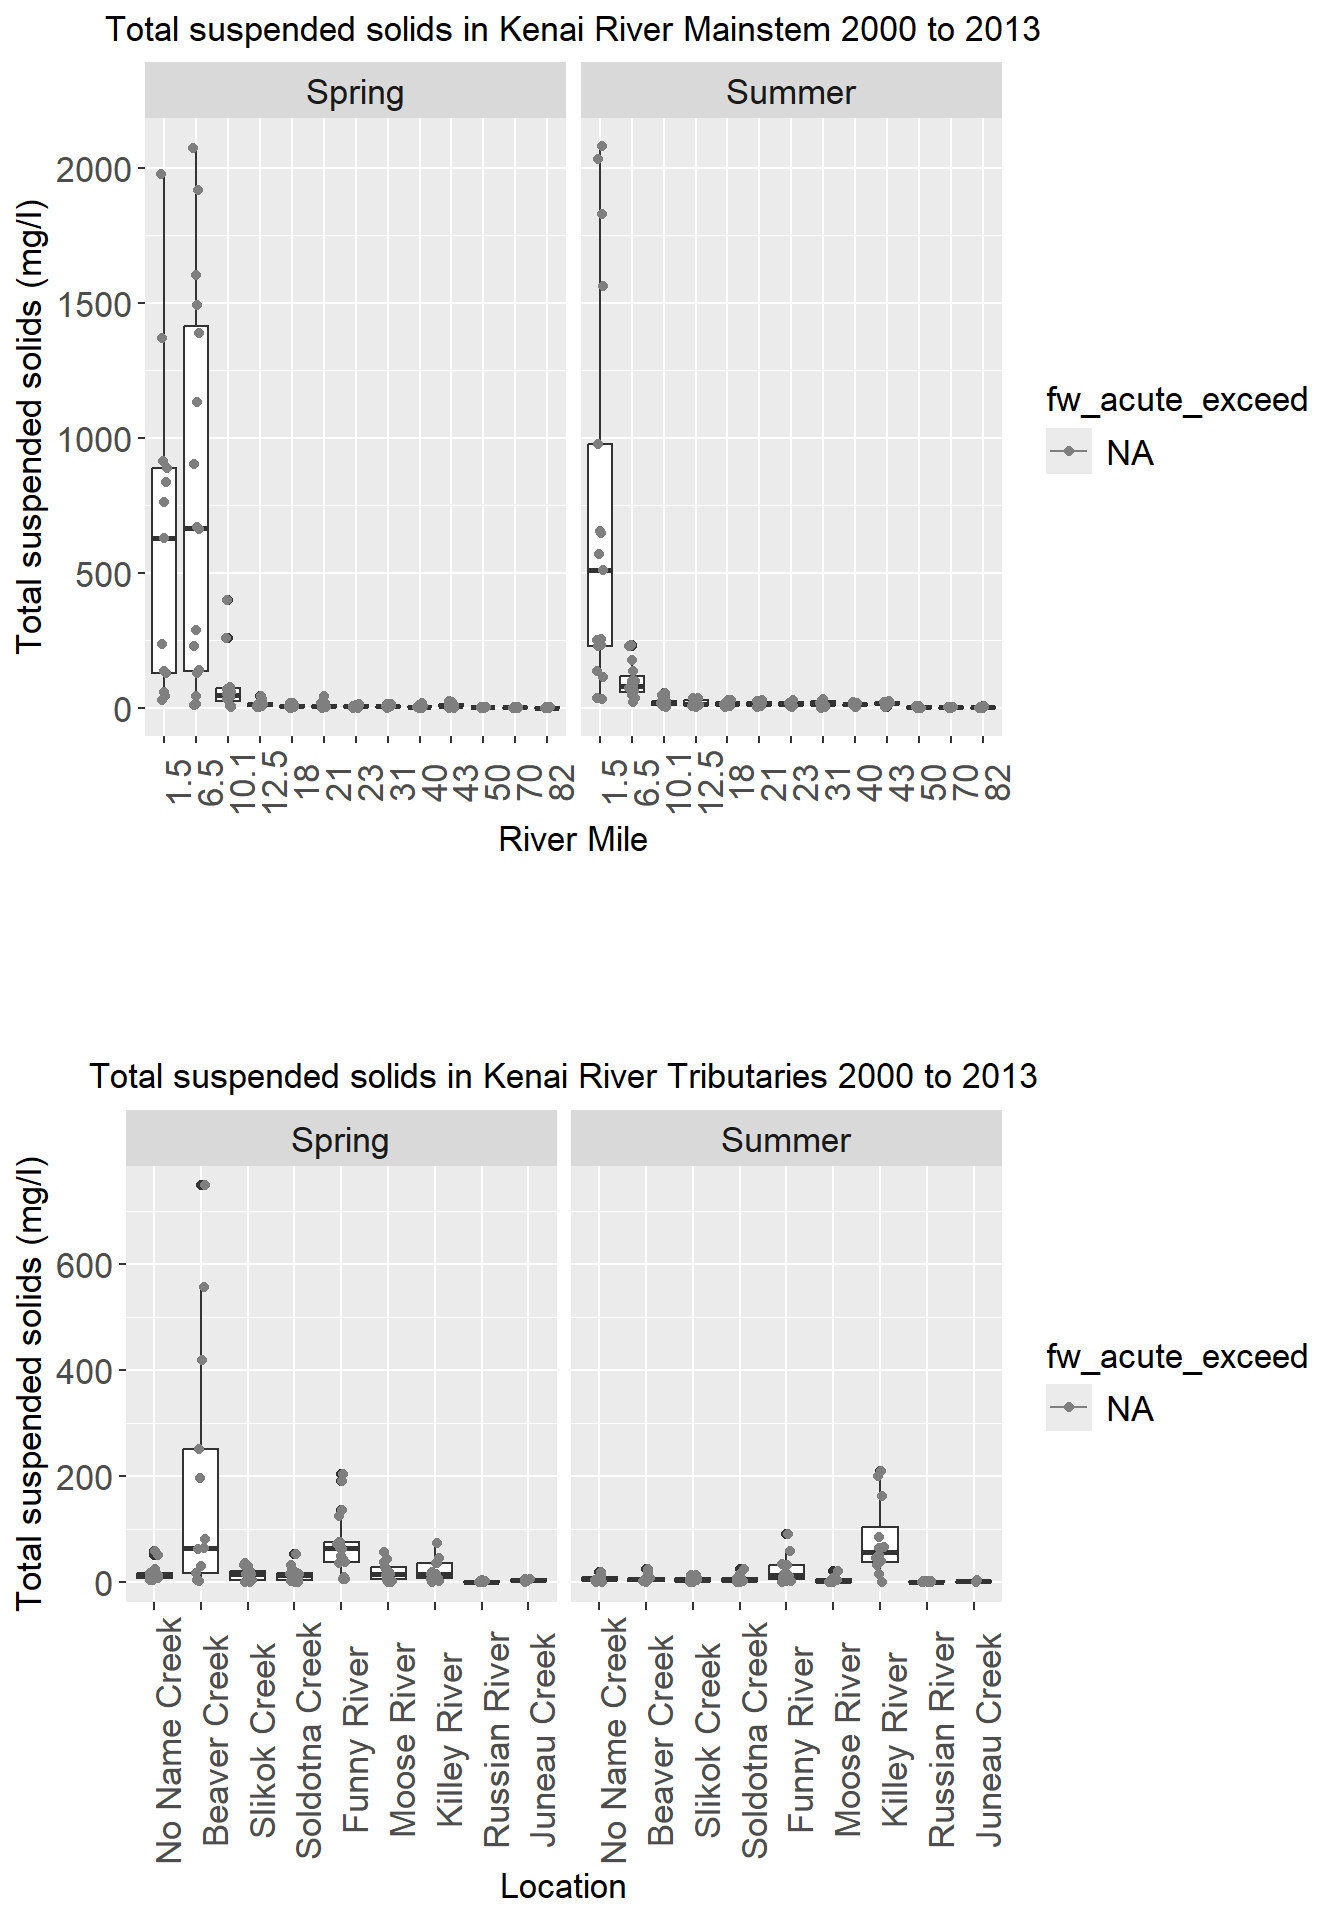 Total suspended solids in Kenai River Mainstem 2000 to 2013
Spring
Summer
Total suspended solids (mg/l)
2000
1500
1000
500
0
1.5
6.5
10.1
12.5
18
21
23
31
40
43
50
70
82
1.5
6.5
10.1
12.5
18
21
23
31
40
43
50
70
82
River Mile
fw_acute_exceed
NA
Total suspended solids in Kenai River Tributaries 2000 to 2013
Spring
Summer
Total suspended solids (mg/l)
600
400
200
0
No Name Creek
Beaver Creek
Slikok Creek
Soldotna Creek
Funny River
Moose River
Killey River
Russian River
Juneau Creek
No Name Creek
Beaver Creek
Slikok Creek
Soldotna Creek
Funny River
Moose River
Killey River
Russian River
Juneau Creek
Location
fw_acute_exceed
NA